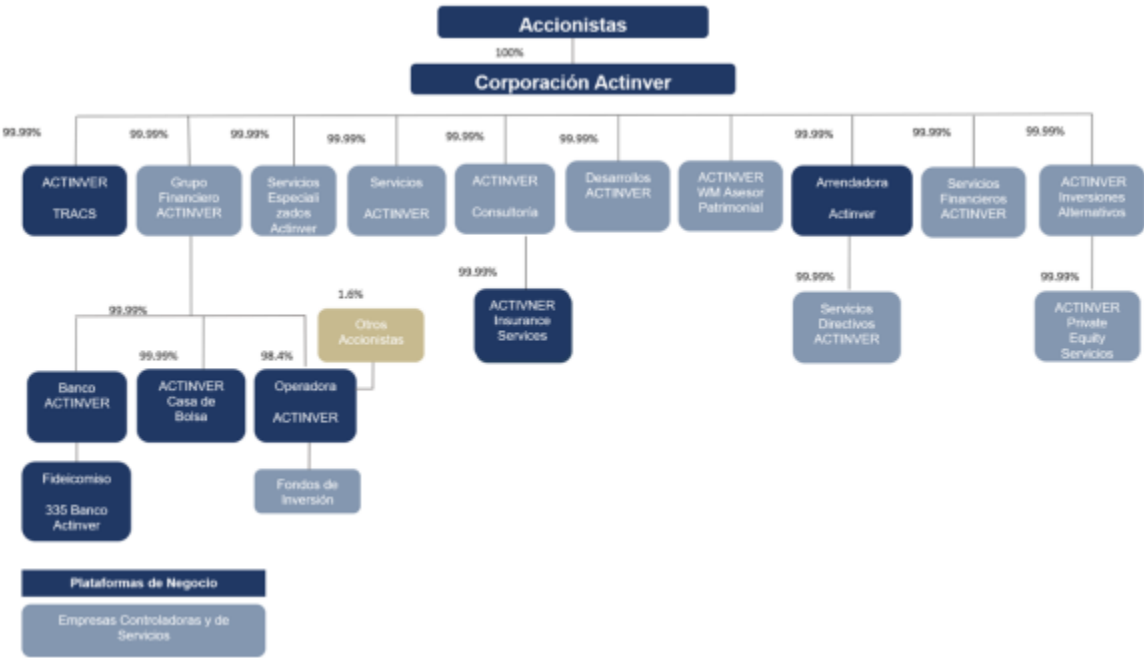 Accionistas
100%
Corporación Actinver
99.99%
99.99%
99.99%
99.99%
99.99%
99.99%
99.99%
99.99%
99.99%
ACTINVER
TRACS
Grupo
Financiero
ACTINVER
Servicios
Especiali
zados
Actinver
Servicios
ACTINVER
ACTINVER
Consultoría
Desarrollos
ACTINVER
ACTINVER
WM Asesor
Patrimonial
Arrendadora
Actinver
Servicios
Financieros
ACTINVER
ACTINVER
Inversiones
Alternativos
99.99%
99.99%
99.99%
99.99%
1.6%
ACTIVNER
Insurance
Services
Servicios
Directivos
ACTINVER
ACTINVER
Private
Equity
Servicios
Otros
Accionistas
99.99%
98.4%
Banco
ACTINVER
ACTINVER
Casa de
Bolsa
Operadora
ACTINVER
Fideicomiso
335 Banco
Actinver
Fondos de
Inversión
Plataformas de Negocio
Empresas Controladoras y de
Servicios